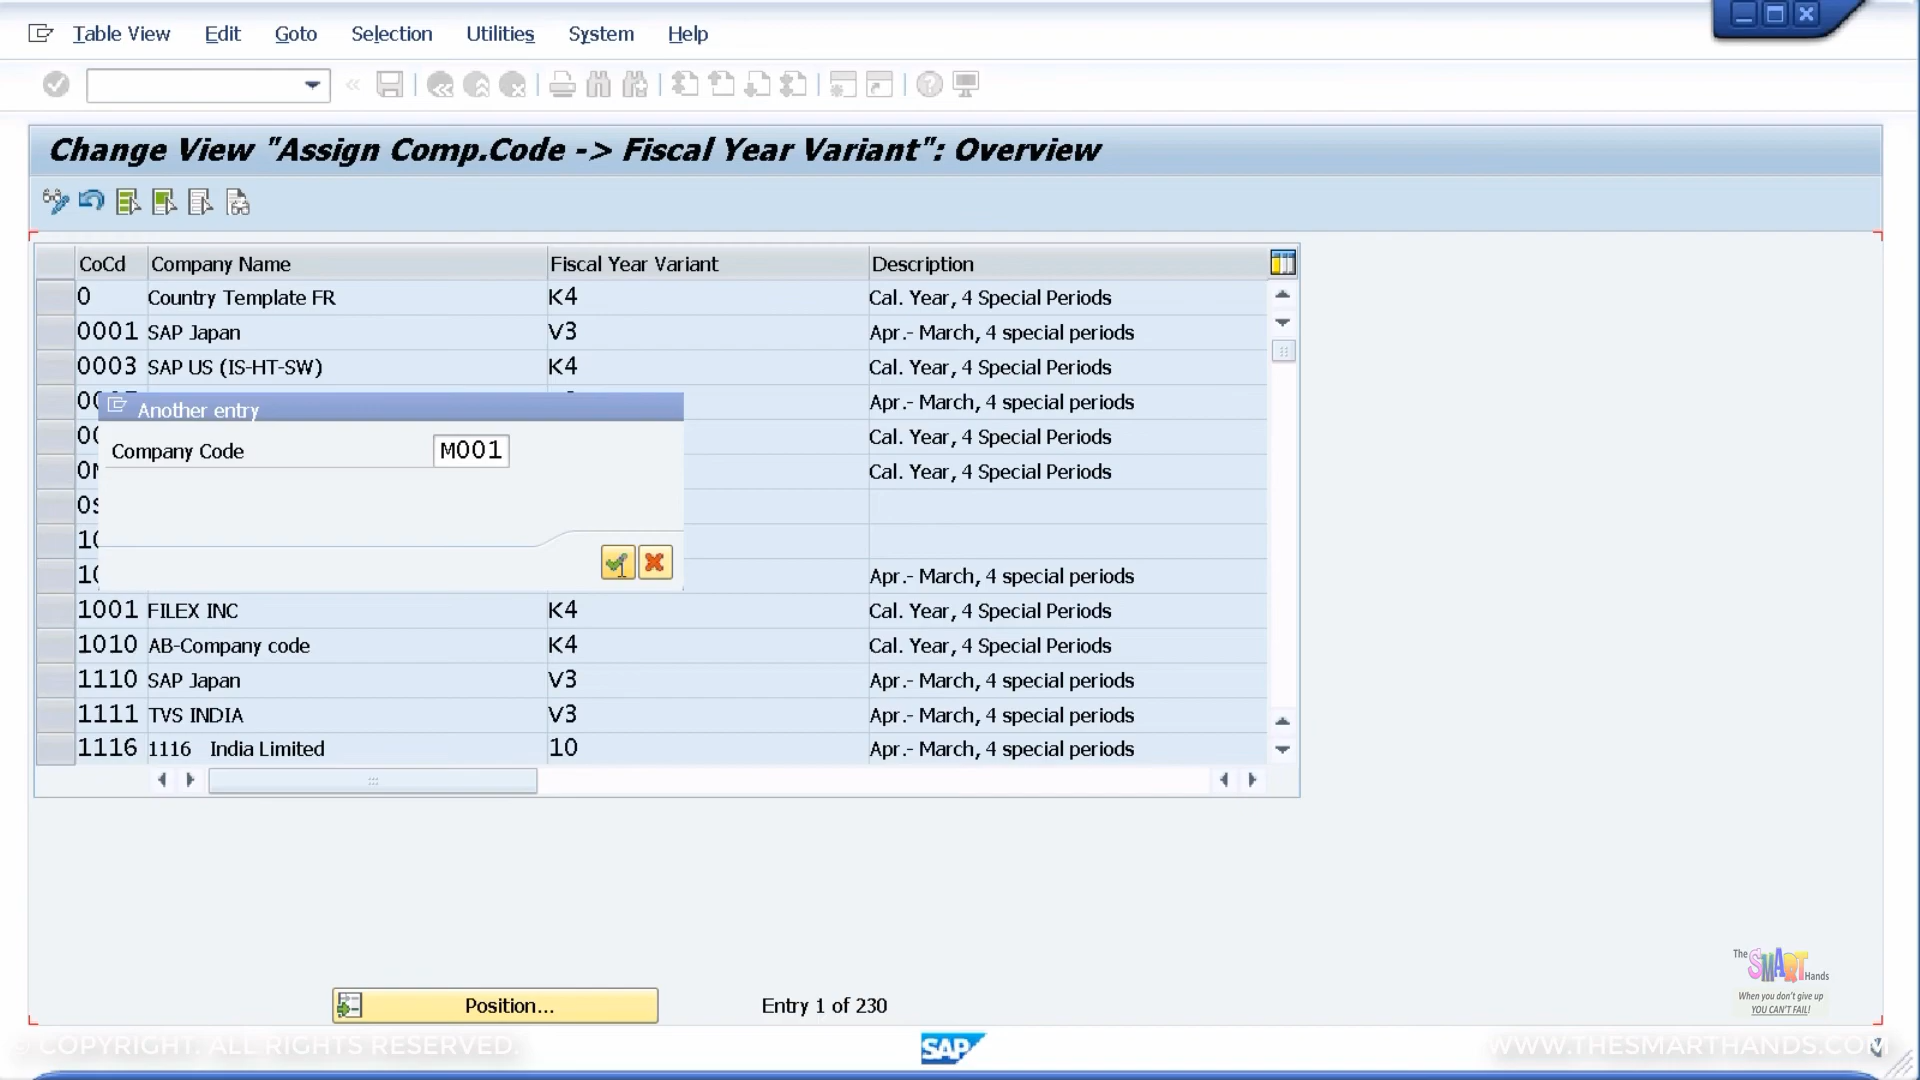 Table View Edit Goto Selection Utilities System Help
Change View "Assign Comp.Code -> Fiscal Year Variant": Overview
CoCd Company Name Fiscal Year Variant Description
0 Country Template FR K4 Cal. Year, 4 Special Periods
0001 SAP Japan V3 Apr.- March, 4 special periods
0003 SAP US (IS-HT-SW) K4 Cal. Year, 4 Special Periods
Apr.- March, 4 special periods
Another entry
Cal. Year, 4 Special Periods
Company Code M001
Cal. Year, 4 Special Periods
Apr.- March, 4 special periods
1001 FILEX INC K4 Cal. Year, 4 Special Periods
1010 AB-Company code K4 Cal. Year, 4 Special Periods
1110 SAP Japan V3 Apr.- March, 4 special periods
1111 TVS INDIA V3 Apr.- March, 4 special periods
1116 1116 India Limited 10 Apr.- March, 4 special periods
Position... Entry 1 of 230
The SMART Hands
When you don't give up
YOU CAN'T FAIL!
© COPYRIGHT. ALL RIGHTS RESERVED.
SAP
WWW.THESMARTHANDS.COM